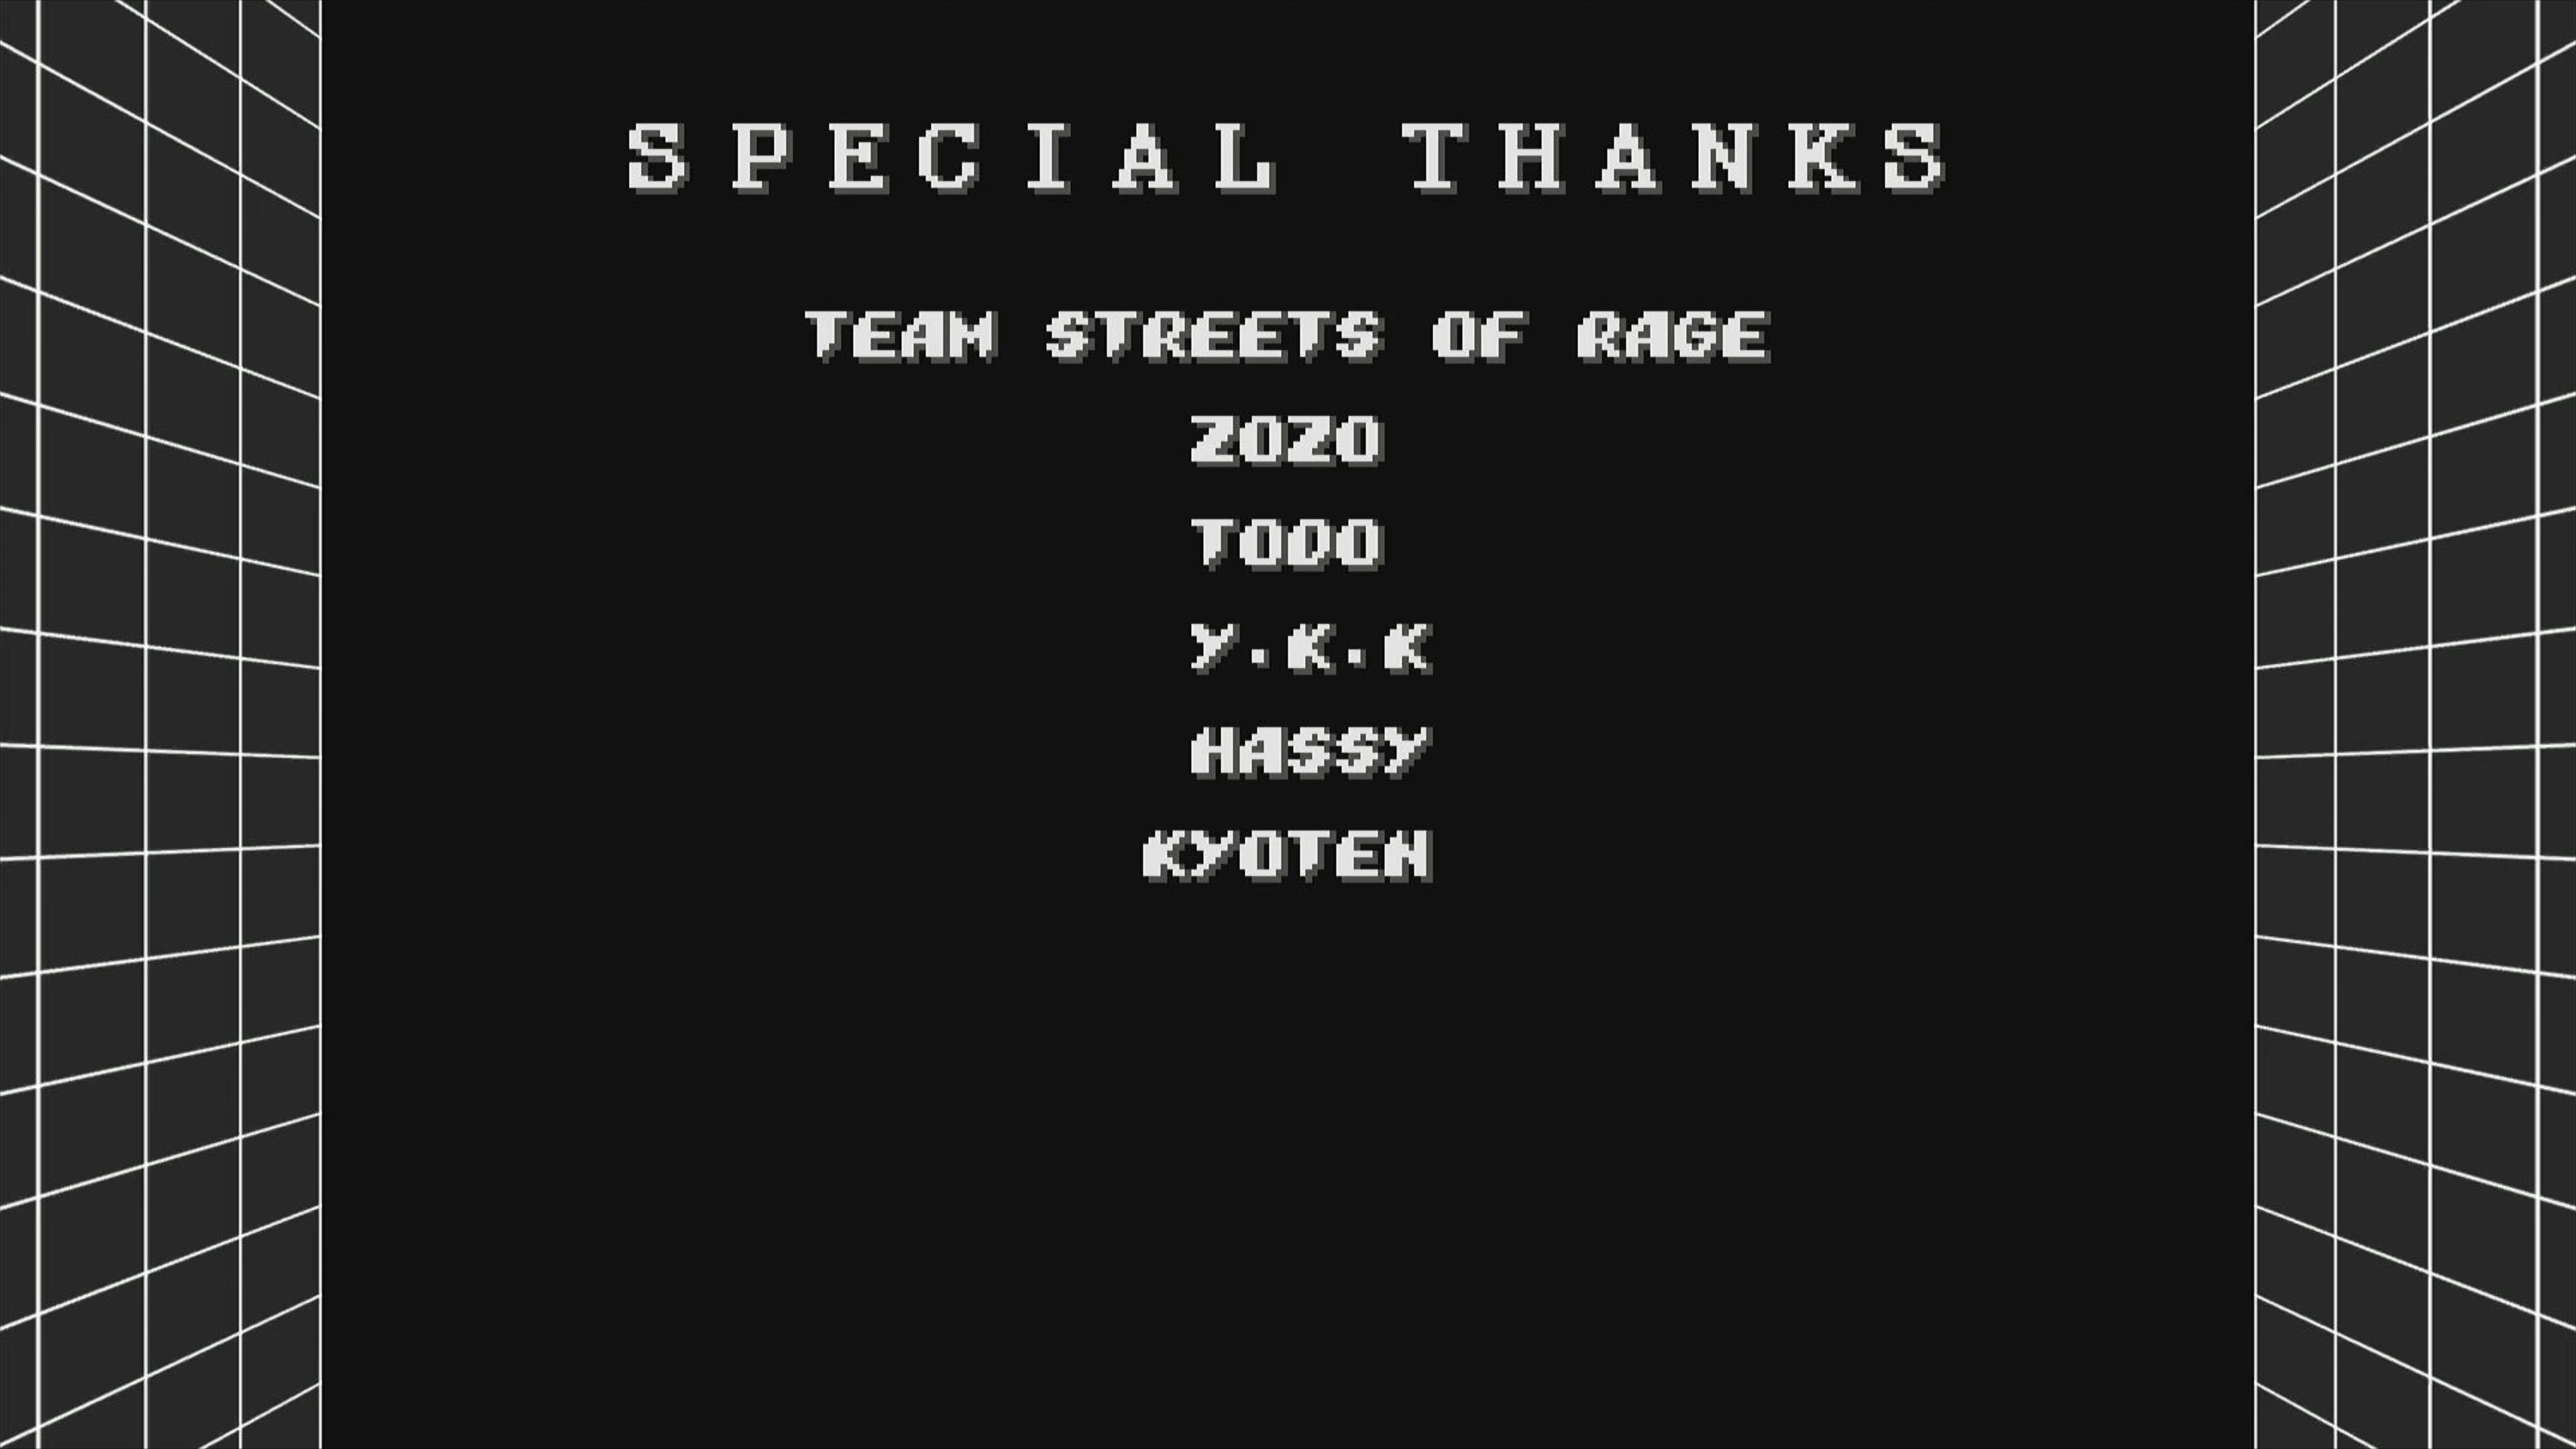 SPECIAL THANKS
TEAM STREETS OF RAGE
ZOZO
TODO
Y.K.K
HASSY
KYOTEN